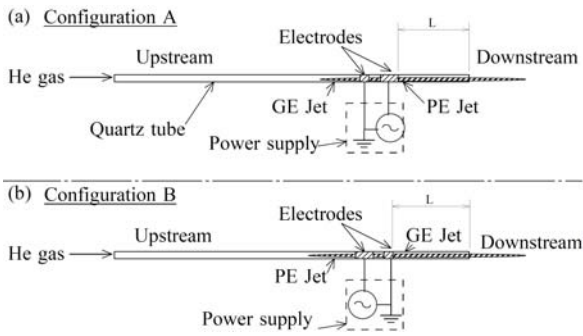 (a) Configuration A
Electrodes
L
Upstream
Downstream
He gas
GE Jet
PE Jet
Quartz tube
Power supply
(b) Configuration B
Electrodes
L
Upstream
GE Jet
Downstream
He gas
PE Jet
Power supply